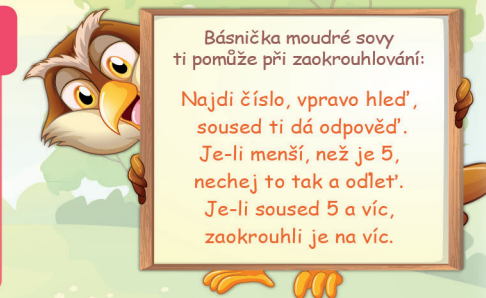 Básnička moudré sovy
ti pomůže při zaokrouhlování:
Najdi číslo, vpravo hleď,
soused ti dá odpověď.
Je-li menší, než je 5,
nechej to tak a odleť.
Je-li soused 5 a víc,
zaokrouhli je na víc.